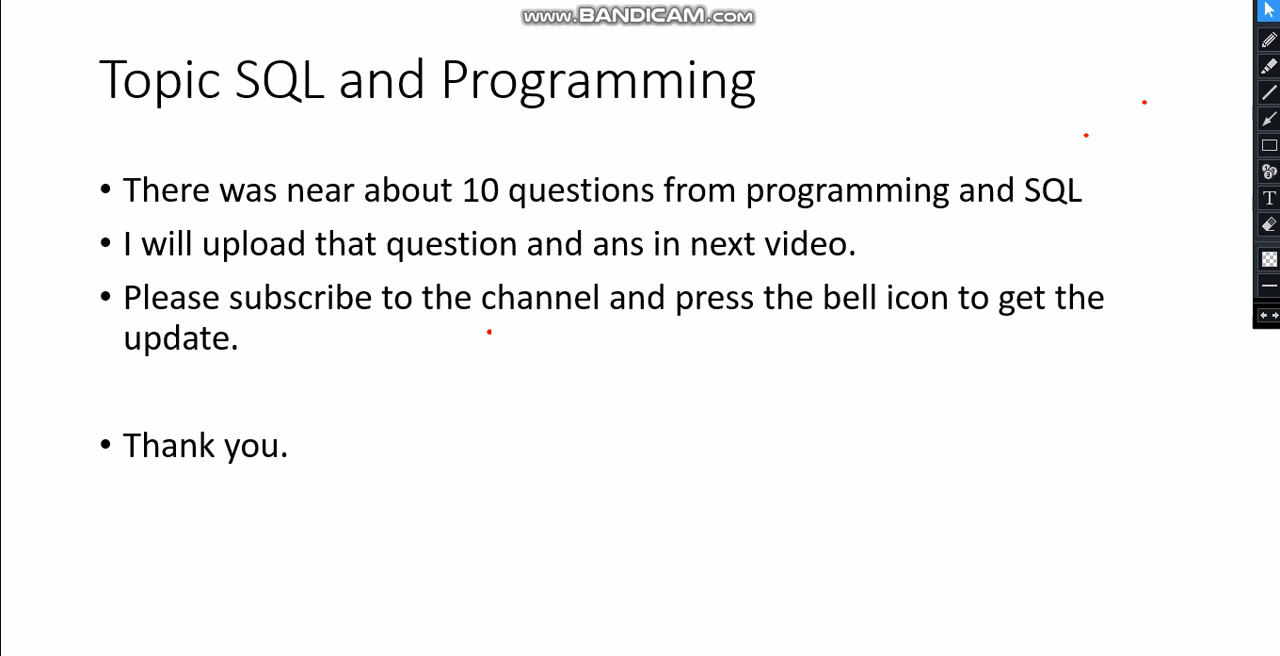 www.BANDICAM.com
Topic SQL and Programming
• There was near about 10 questions from programming and SQL
• I will upload that question and ans in next video.
• Please subscribe to the channel and press the bell icon to get the
update.
• Thank you.
T